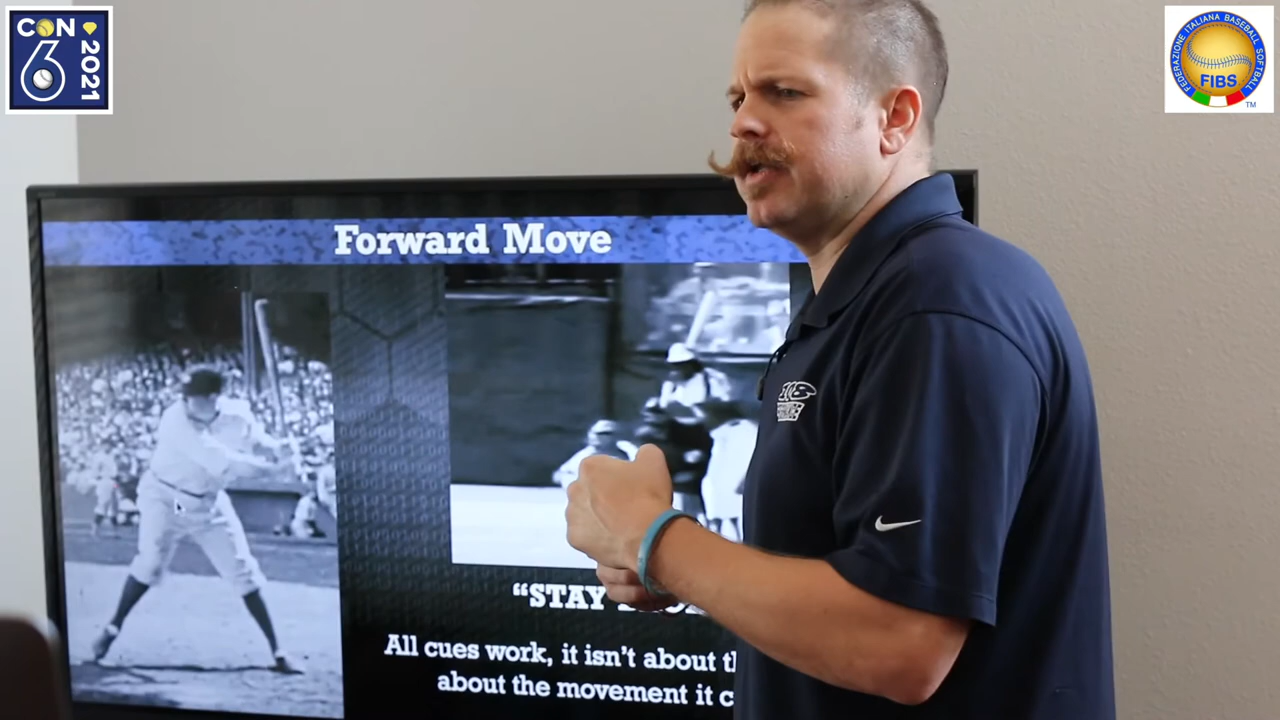 CON
6
2021
FEDERAZIONE ITALIANA BASEBALL SOFTBALL
FIBS
TM
Forward Move
“STAY
All cues work, it isn’t about
about the movement it